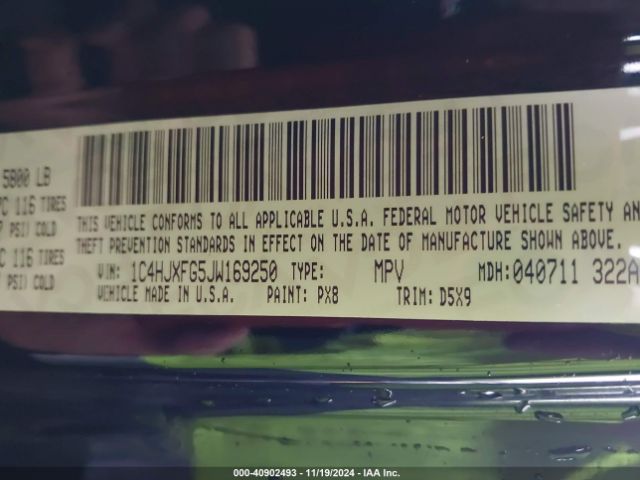 5800 LB
116 TIRES
PSI/ COLD
116 TIRES
PSI/ COLD
THIS VEHICLE CONFORMS TO ALL APPLICABLE U.S.A. FEDERAL MOTOR VEHICLE SAFETY AN
THEFT PREVENTION STANDARDS IN EFFECT ON THE DATE OF MANUFACTURE SHOWN ABOVE.
VIN: 1C4HJXFG5JW169250 TYPE: MPV MDH:040711 322A
VEHICLE MADE IN U.S.A. PAINT: PX8 TRIM: D5X9
000-40902493 - 11/19/2024 - IAA Inc.